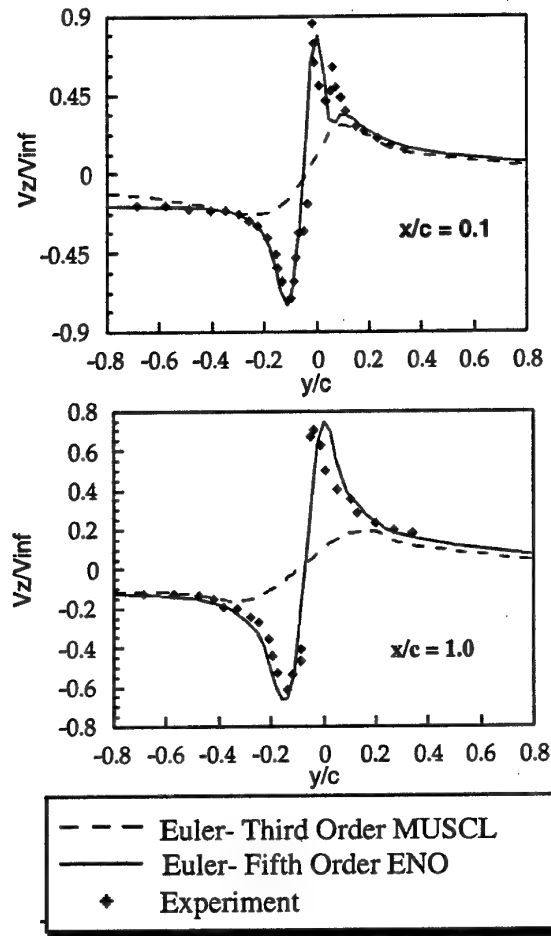 0.9
0.45
0
-0.45
-0.9
Vz/Vinf
x/c = 0.1
-0.8 -0.6 -0.4 -0.2 0 0.2 0.4 0.6 0.8
y/c
0.8
0.6
0.4
0.2
0
-0.2
-0.4
-0.6
0.8
Vz/Vinf
x/c = 1.0
-0.8 -0.6 -0.4 -0.2 0 0.2 0.4 0.6 0.8
y/c
Euler- Third Order MUSCL
Euler- Fifth Order ENO
Experiment